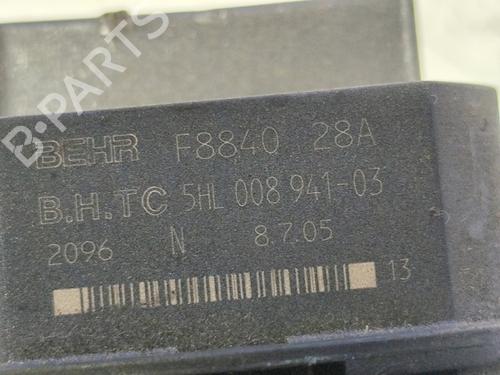 B-PARTS
BEHR F8840 28A
B.H.TC 5HL 008 941-03
2096 N 8.7.05
13